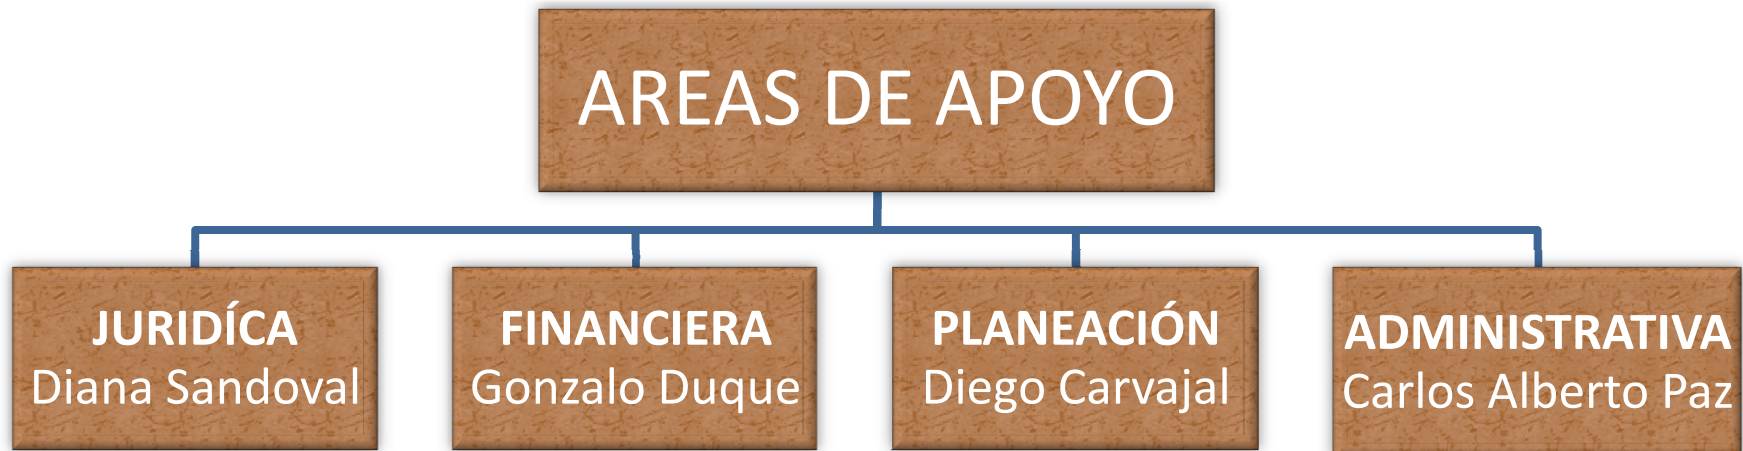 AREAS DE APOYO
JURIDÍCA
Diana Sandoval
FINANCIERA
Gonzalo Duque
PLANEACIÓN
Diego Carvajal
ADMINISTRATIVA
Carlos Alberto Paz